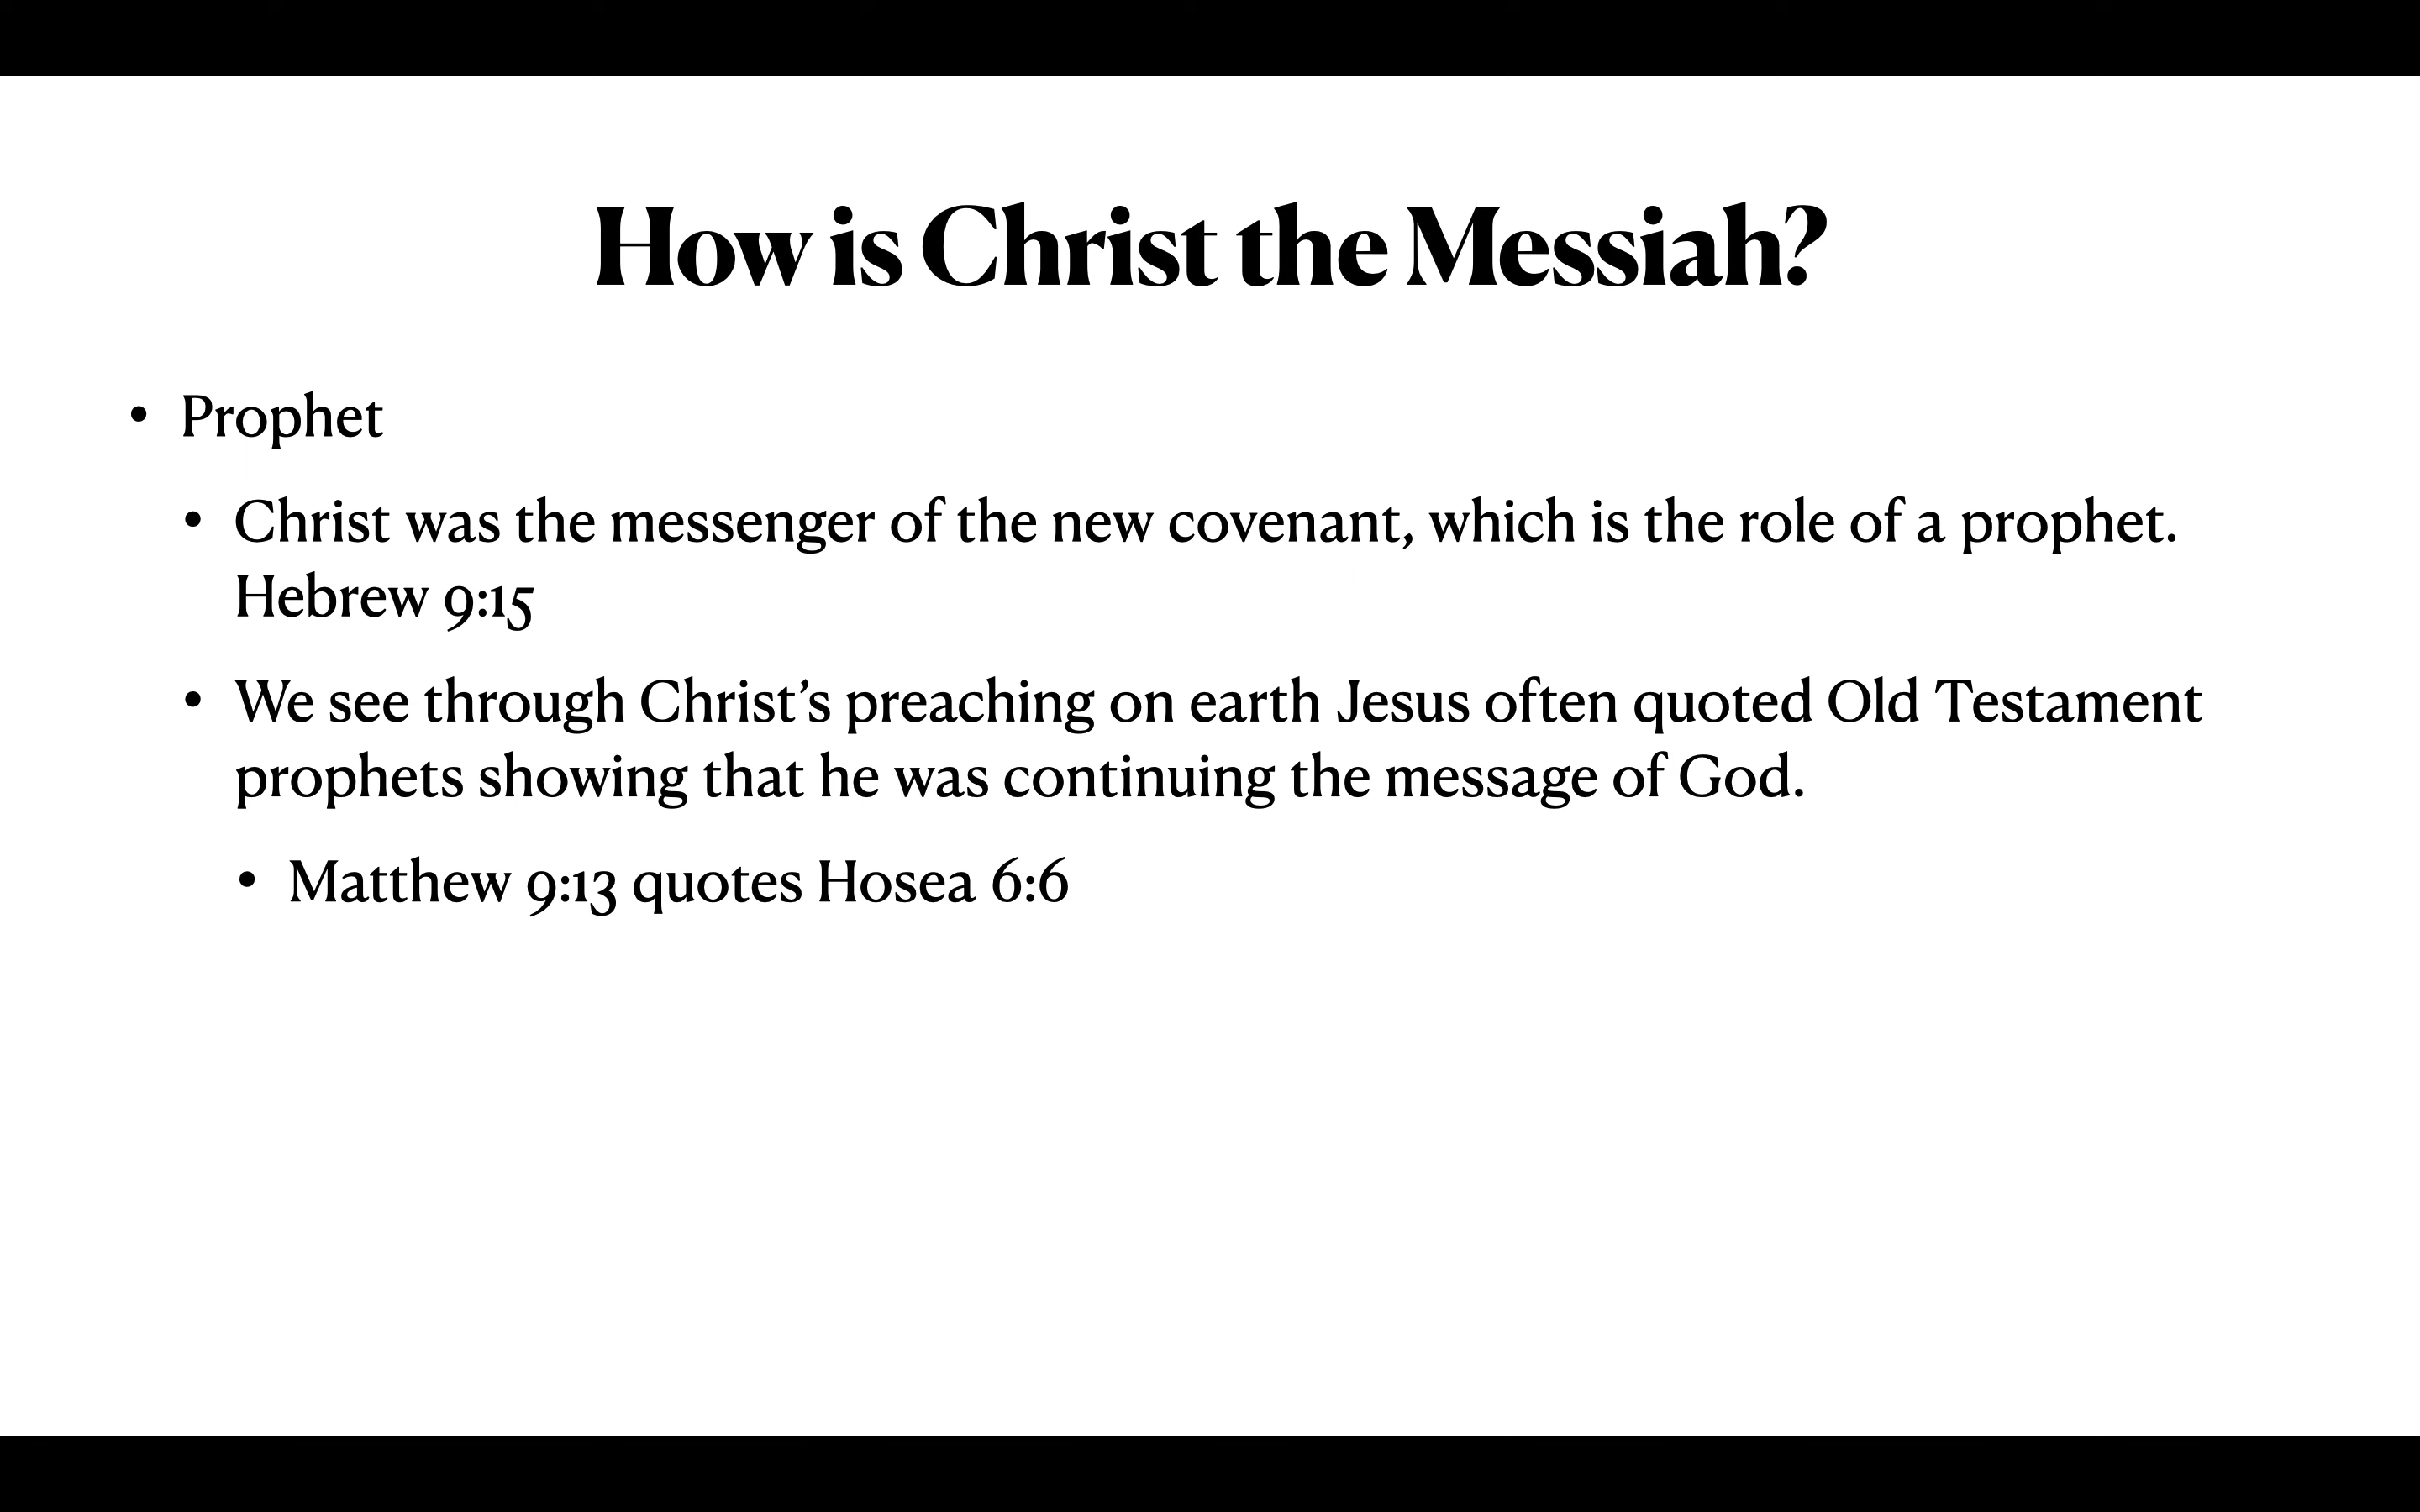 How is Christ the Messiah?
• Prophet
• Christ was the messenger of the new covenant, which is the role of a prophet.
Hebrew 9:15
• We see through Christ’s preaching on earth Jesus often quoted Old Testament
prophets showing that he was continuing the message of God.
• Matthew 9:13 quotes Hosea 6:6